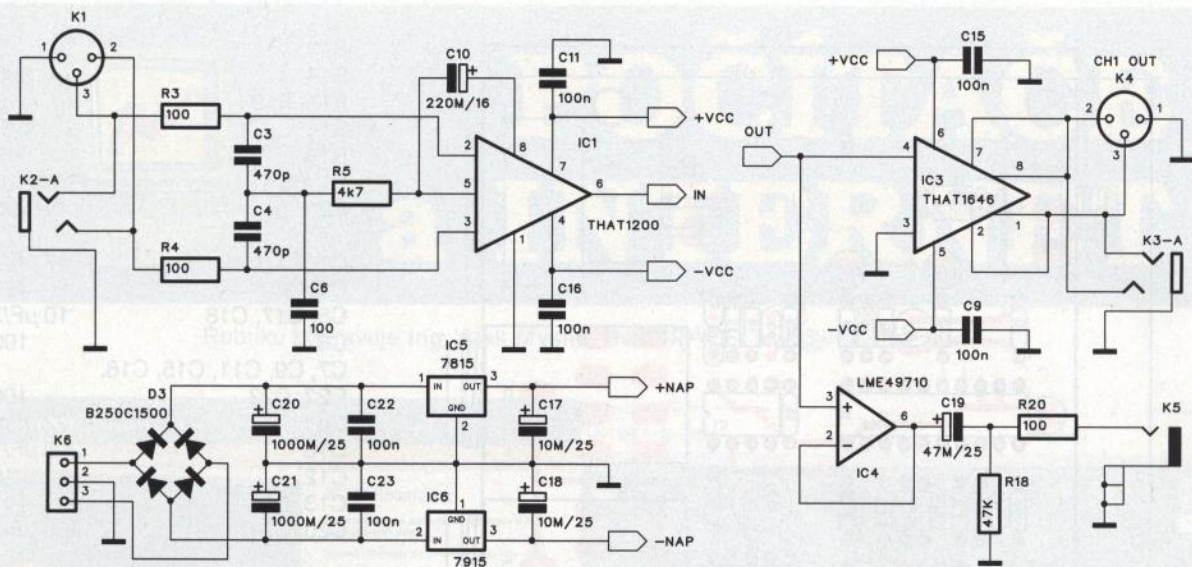 K1
1
2
3
R3
100
K2-A
R4
100
C3
470p
C4
470p
C6
100
R5
4k7
C10
+
220M/16
C11
100n
IC1
2
5
3
8
7
6
4
1
THAT1200
+VCC
IN
-VCC
C16
100n
+VCC
C15
100n
CH1 OUT
K4
2
1
3
OUT
4
6
7
8
IC3
THAT1646
3
5
2
1
K3-A
-VCC
C9
100n
LME49710
3
+
2
-
6
IC4
C19
+
47M/25
R20
100
K5
R18
47K
D3
B250C1500
K6
1
2
3
C20
+
1000M/25
C22
100n
C21
+
1000M/25
C23
100n
IC5
7815
1
IN
OUT
3
GND
2
IC6
1
GND
2
IN
OUT
3
7915
C17
+
10M/25
C18
+
10M/25
+NAP
-NAP